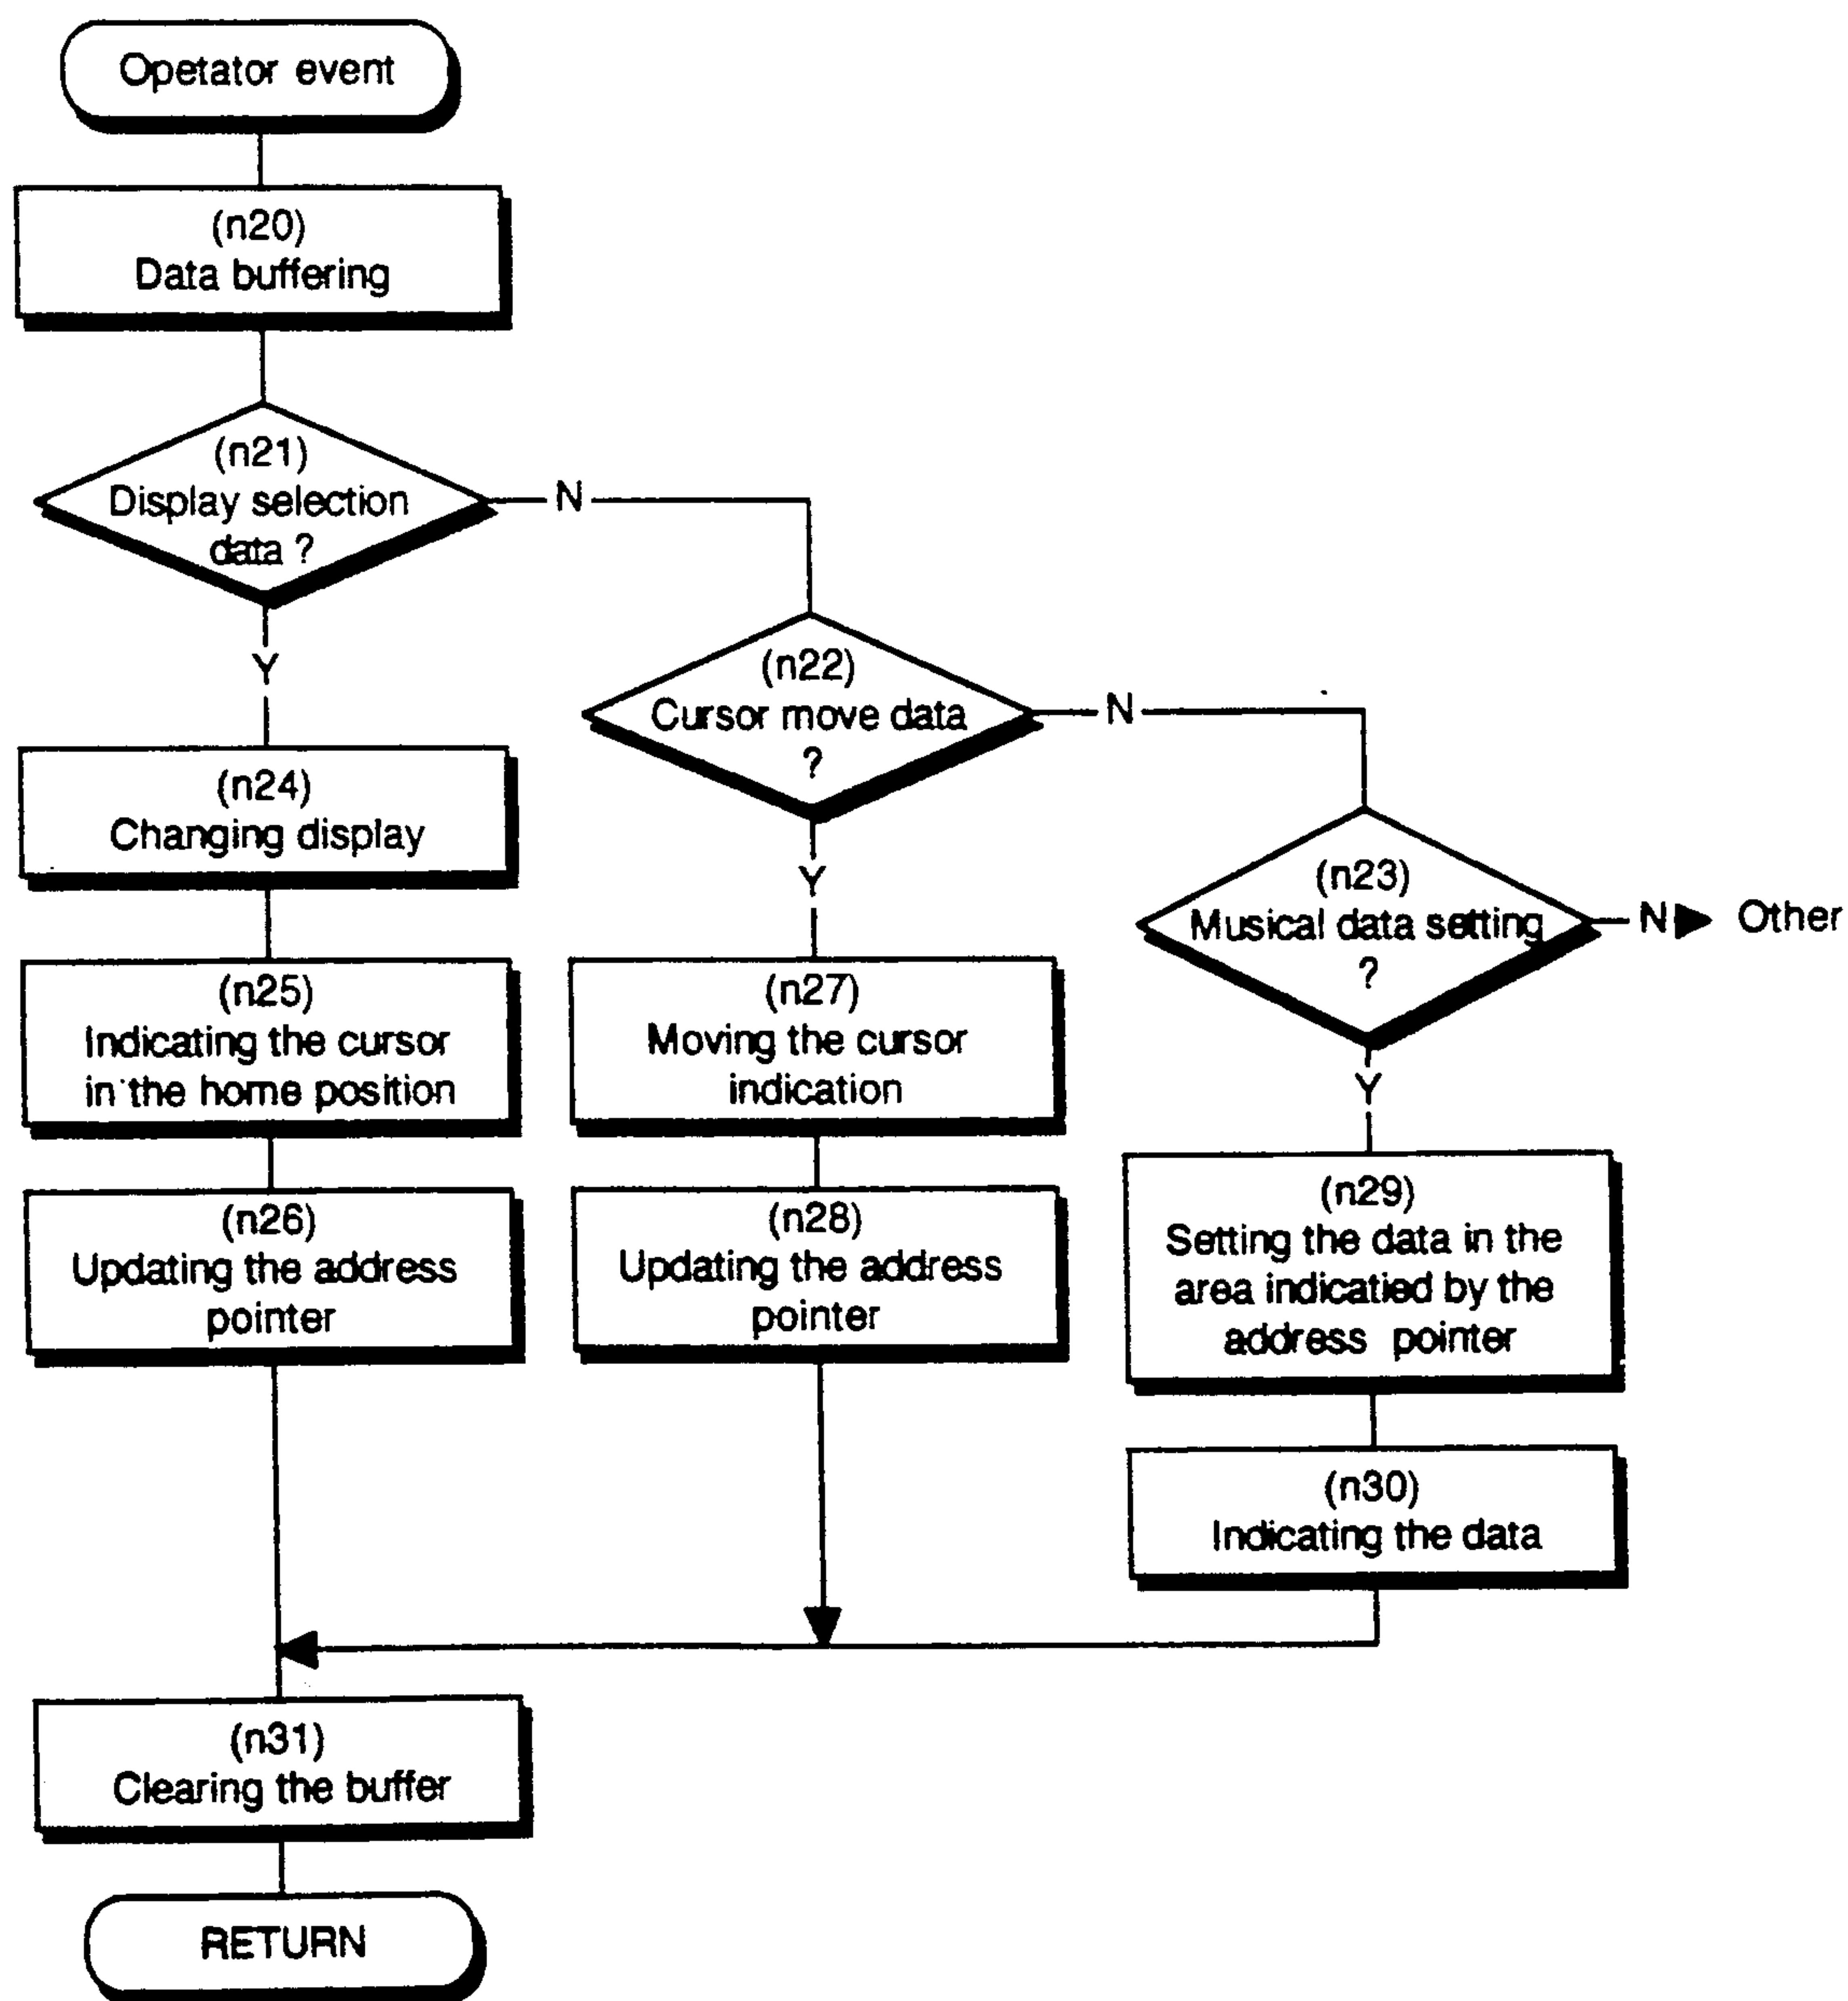 Opetator event
(n20)
Data buffering
(n21)
Display selection
data ?
N
Y
(n22)
Cursor move data
?
N
Y
(n23)
Musical data setting
?
N
Other
Y
(n24)
Changing display
(n25)
Indicating the cursor
in the home position
(n26)
Updating the address
pointer
(n27)
Moving the cursor
indication
(n28)
Updating the address
pointer
(n29)
Setting the data in the
area indicatied by the
address pointer
(n30)
Indicating the data
(n31)
Clearing the buffer
RETURN